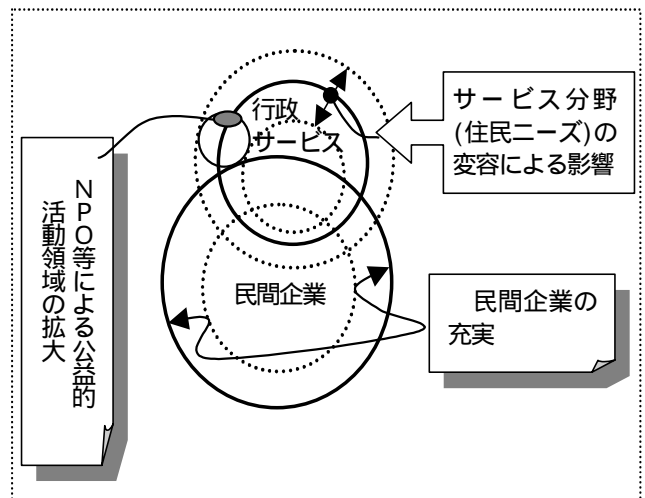 行政
サービス
サービス分野
(住民ニーズ)の
変容による影響
NPO等による公益的
活動領域の拡大
民間企業
民間企業の
充実